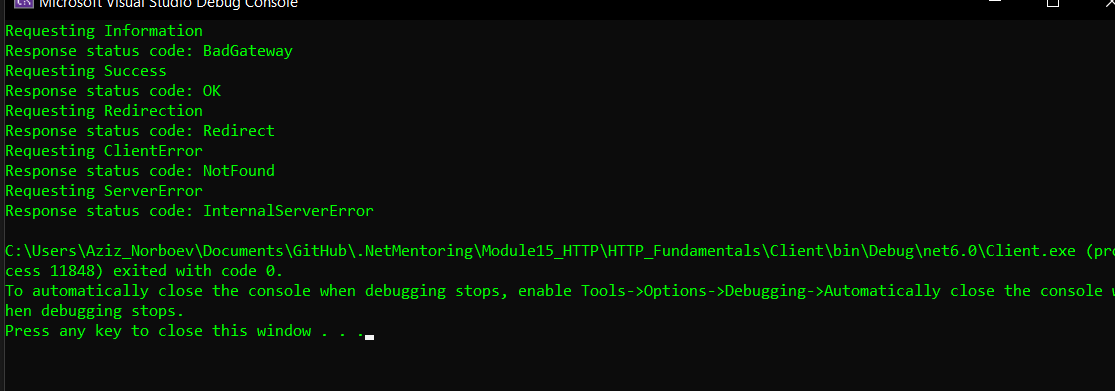 Microsoft Visual Studio Debug Console
Requesting Information
Response status code: BadGateway
Requesting Success
Response status code: OK
Requesting Redirection
Response status code: Redirect
Requesting ClientError
Response status code: NotFound
Requesting ServerError
Response status code: InternalServerError
C:\Users\Aziz_Norboev\Documents\GitHub\.NetMentoring\Module15_HTTP\HTTP_Fundamentals\Client\bin\Debug\net6.0\Client.exe (pro
cess 11848) exited with code 0.
To automatically close the console when debugging stops, enable Tools->Options->Debugging->Automatically close the console w
hen debugging stops.
Press any key to close this window . . .